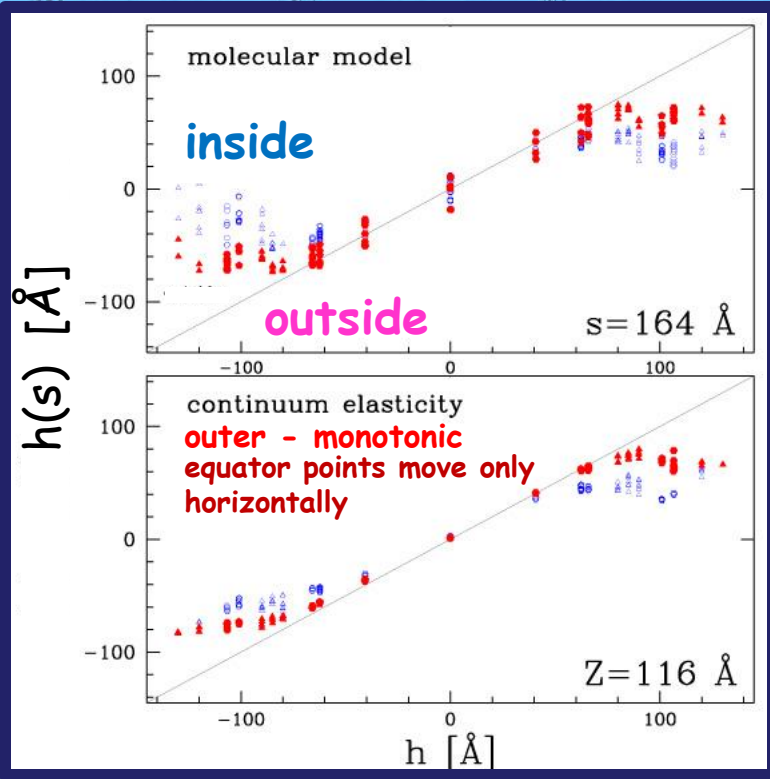 molecular model
100
inside
0
-100
outside
s=164 Å
-100
0
100
h(s) [Å]
continuum elasticity
100
outer - monotonic
equator points move only
horizontally
0
-100
Z=116 Å
-100
0
100
h [Å]